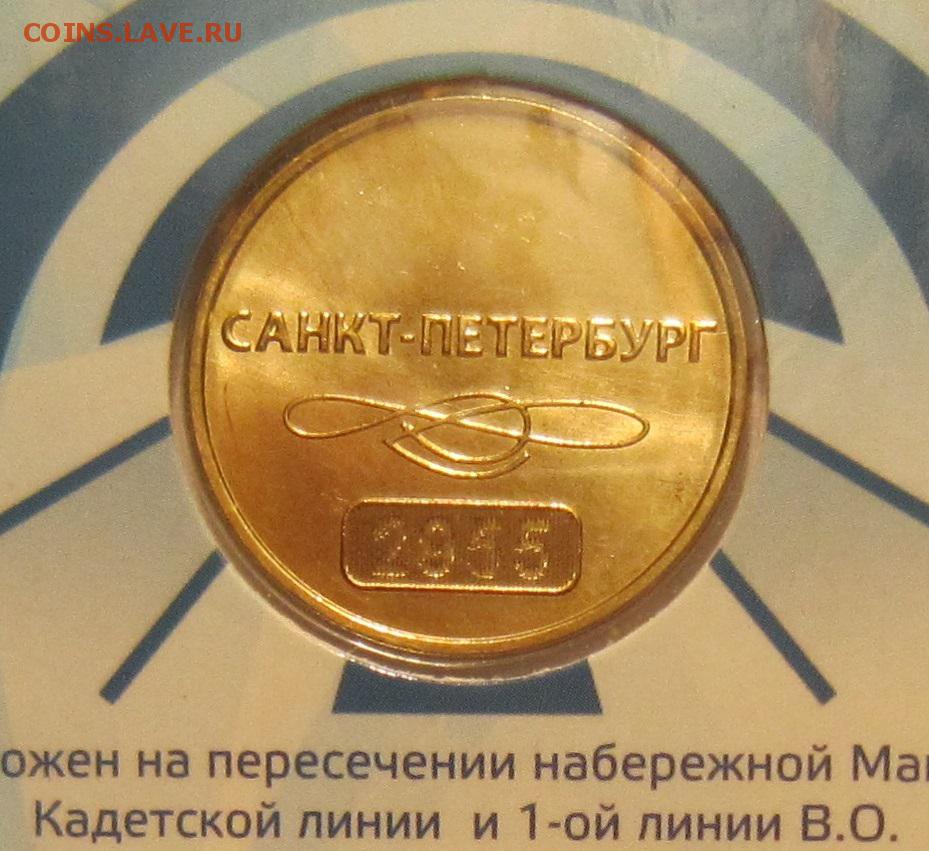 COINS.LAVE.RU
САНКТ-ПЕТЕРБУРГ
ожен на пересечении набережной Ма
Кадетской линии и 1-ой линии В.О.